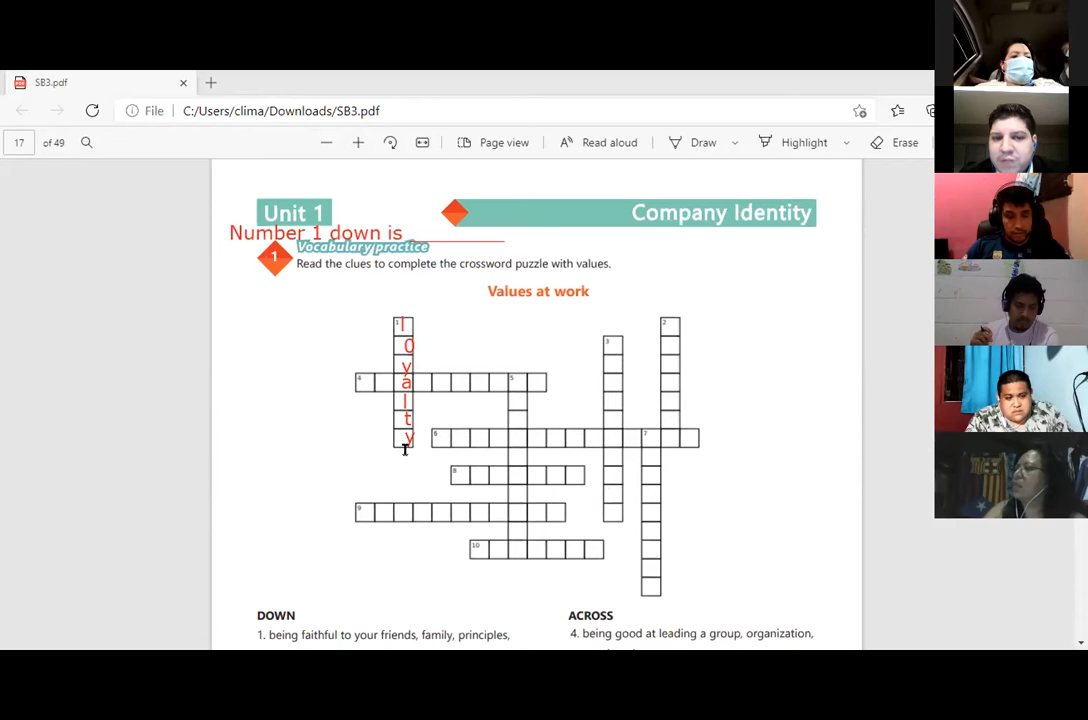 SB3.pdf
File C:/Users/clima/Downloads/SB3.pdf
17 of 49 Page view Read aloud Draw Highlight Erase
Unit 1 Company Identity
Number 1 down is ________
1 Vocabulary practice
Read the clues to complete the crossword puzzle with values.
Values at work
1 l 2
0 3
y
4 a 5
l
t
y 6 7
8
9
10
DOWN ACROSS
1. being faithful to your friends, family, principles, 4. being good at leading a group, organization,